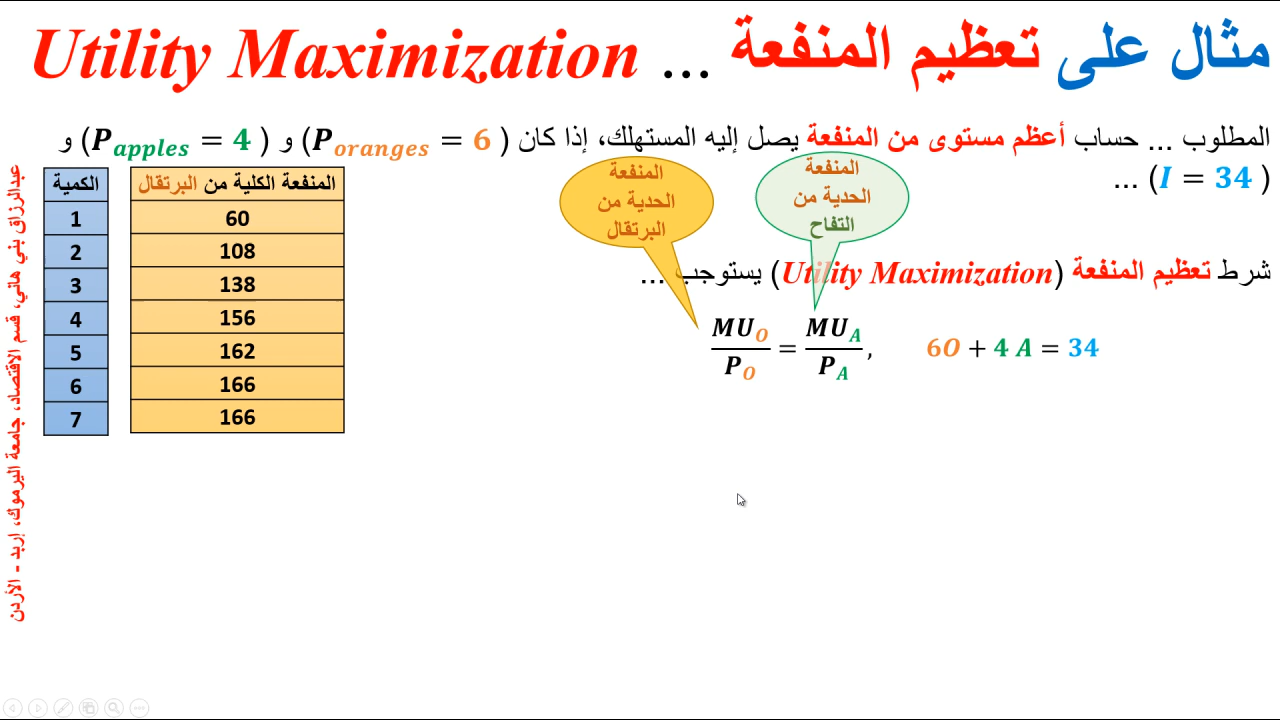 مثال على تعظيم المنفعة ... Utility Maximization
المطلوب ... حساب أعظم مستوى من المنفعة يصل إليه المستهلك، إذا كان (P_oranges = 6) و (P_apples = 4) و
(I = 34) ...
المنفعة
الحدية من
البرتقال
المنفعة
الحدية من
التفاح
شرط تعظيم المنفعة (Utility Maximization) يستوجب ...
MU_O / P_O = MU_A / P_A , 6O + 4 A = 34
الكمية المنفعة الكلية من البرتقال
1 60
2 108
3 138
4 156
5 162
6 166
7 166
عبدالرزاق بني هاني، قسم الاقتصاد، جامعة اليرموك، إربد - الأردن